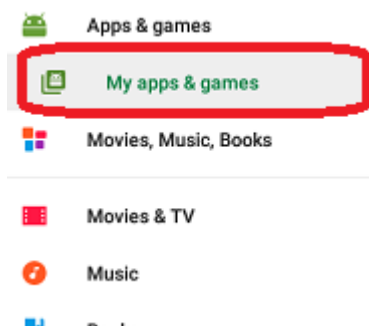 Apps & games
My apps & games
Movies, Music, Books
Movies & TV
Music